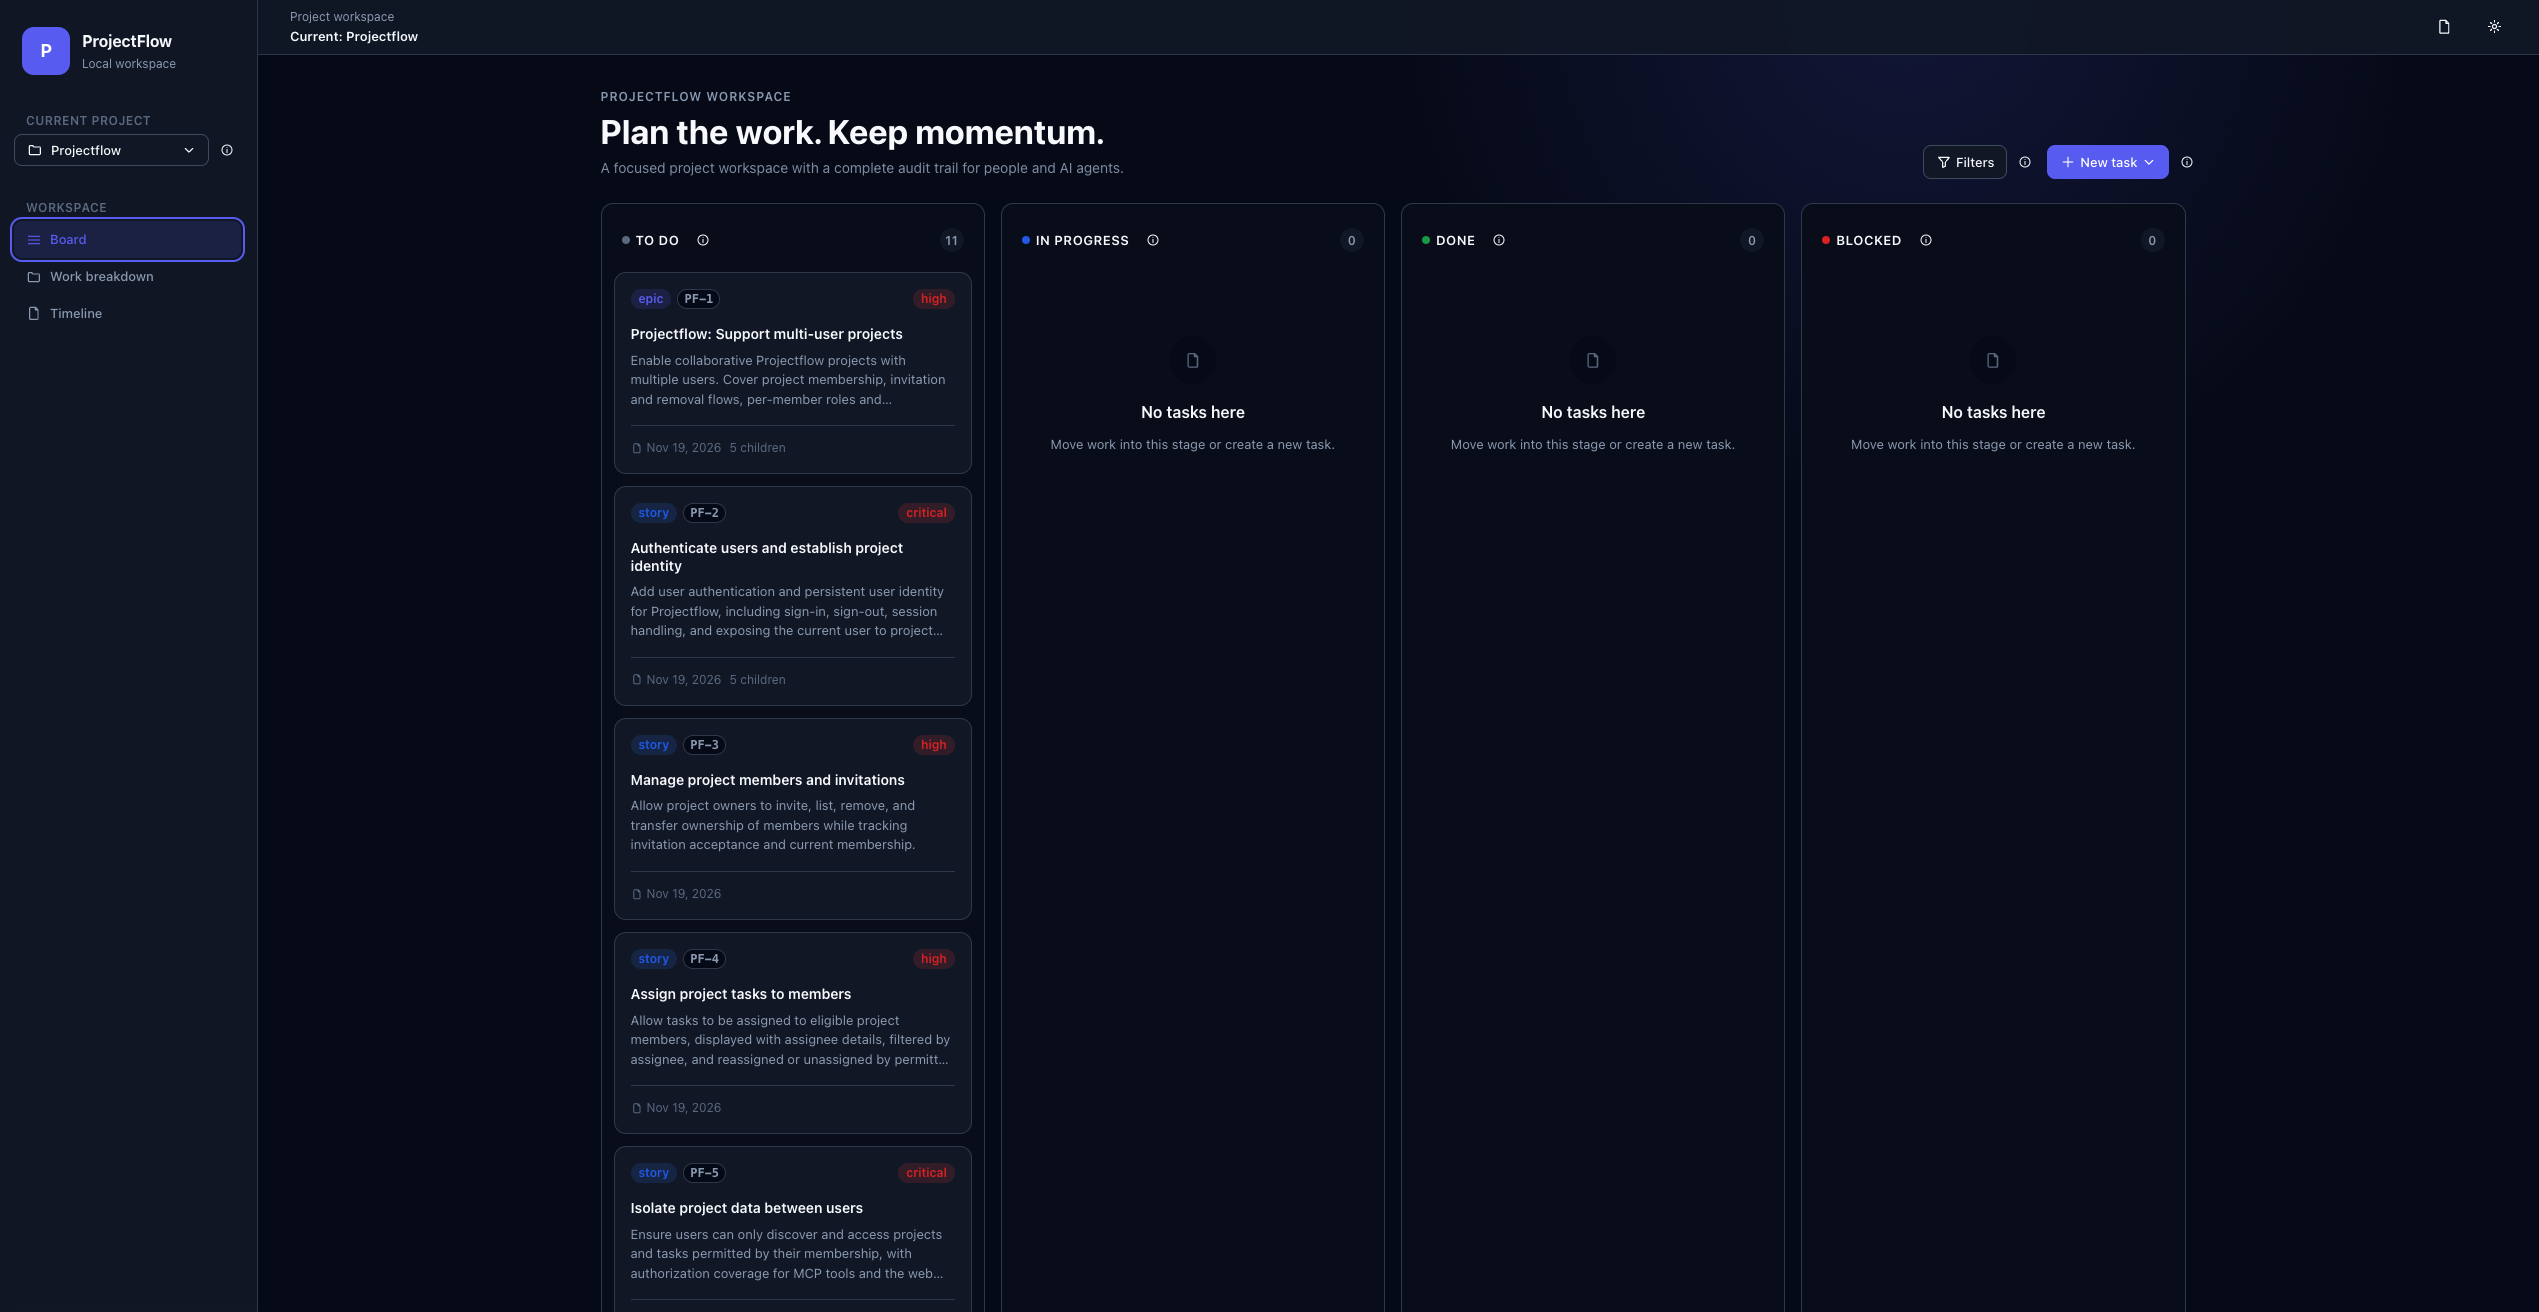 P
ProjectFlow
Local workspace
CURRENT PROJECT
Projectflow
WORKSPACE
Board
Work breakdown
Timeline
Project workspace
Current: Projectflow
PROJECTFLOW WORKSPACE
Plan the work. Keep momentum.
A focused project workspace with a complete audit trail for people and AI agents.
Filters
New task
TO DO
11
epic PF-1 high
Projectflow: Support multi-user projects
Enable collaborative Projectflow projects with
multiple users. Cover project membership, invitation
and removal flows, per-member roles and...
Nov 19, 2026 5 children
story PF-2 critical
Authenticate users and establish project
identity
Add user authentication and persistent user identity
for Projectflow, including sign-in, sign-out, session
handling, and exposing the current user to project...
Nov 19, 2026 5 children
story PF-3 high
Manage project members and invitations
Allow project owners to invite, list, remove, and
transfer ownership of members while tracking
invitation acceptance and current membership.
Nov 19, 2026
story PF-4 high
Assign project tasks to members
Allow tasks to be assigned to eligible project
members, displayed with assignee details, filtered by
assignee, and reassigned or unassigned by permitt...
Nov 19, 2026
story PF-5 critical
Isolate project data between users
Ensure users can only discover and access projects
and tasks permitted by their membership, with
authorization coverage for MCP tools and the web...
IN PROGRESS
0
No tasks here
Move work into this stage or create a new task.
DONE
0
No tasks here
Move work into this stage or create a new task.
BLOCKED
0
No tasks here
Move work into this stage or create a new task.